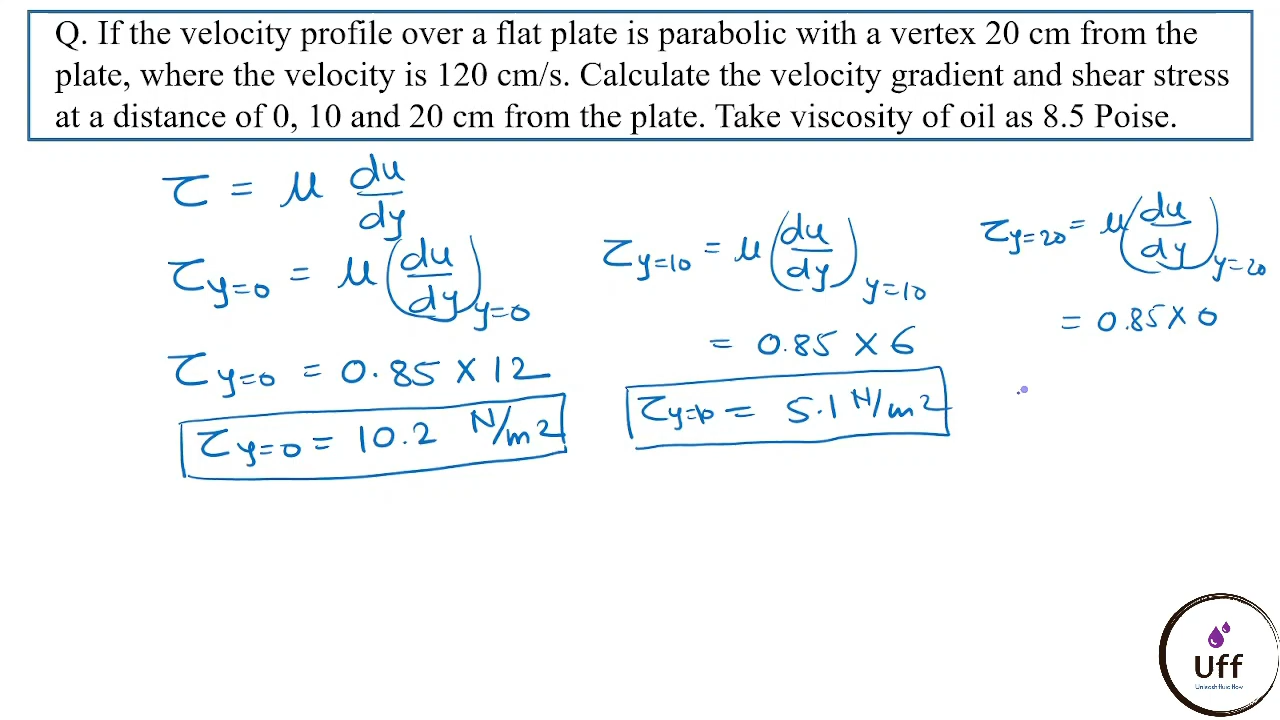 Q. If the velocity profile over a flat plate is parabolic with a vertex 20 cm from the
plate, where the velocity is 120 cm/s. Calculate the velocity gradient and shear stress
at a distance of 0, 10 and 20 cm from the plate. Take viscosity of oil as 8.5 Poise.
τ = μ du/dy
τy=0 = μ(du/dy)y=0
τy=0 = 0.85 × 12
τy=0 = 10.2 N/m2
τy=10 = μ(du/dy)y=10
= 0.85 × 6
τy=10 = 5.1 N/m2
τy=20 = μ(du/dy)y=20
= 0.85 × 0
Uff